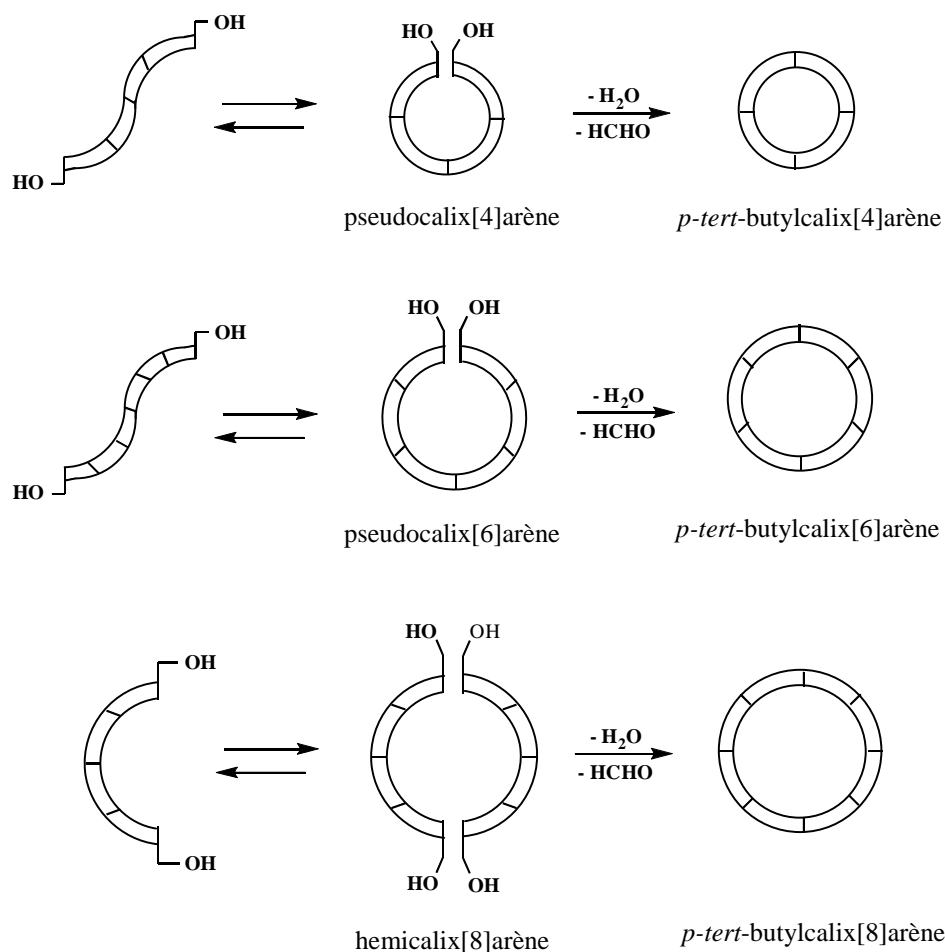 OH
HO
HO OH
- H2O
- HCHO
pseudocalix[4]arène
p-tert-butylcalix[4]arène
OH
HO
HO OH
- H2O
- HCHO
pseudocalix[6]arène
p-tert-butylcalix[6]arène
OH
OH
HO OH
HO OH
- H2O
- HCHO
hemicalix[8]arène
p-tert-butylcalix[8]arène